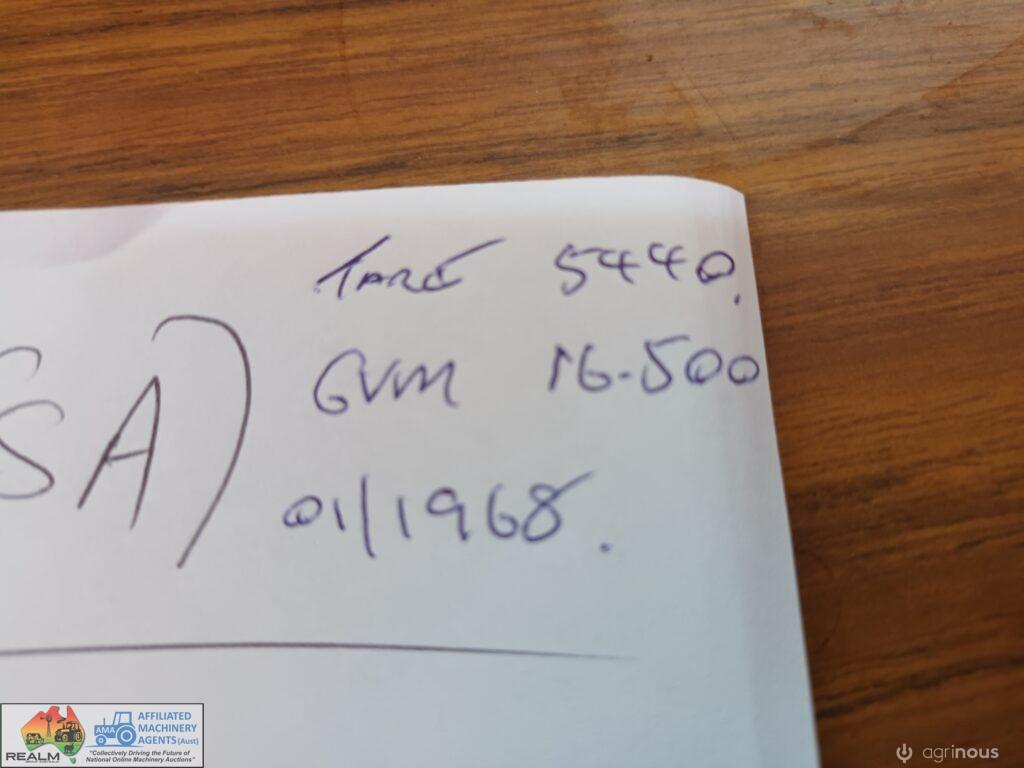 TARE 5440.
GVM 16-500
SA)
01/1968.
REALM
AMA
AFFILIATED
MACHINERY
AGENTS (Aust)
"Collectively Driving the Future of
National Online Machinery Auctions"
agrinous